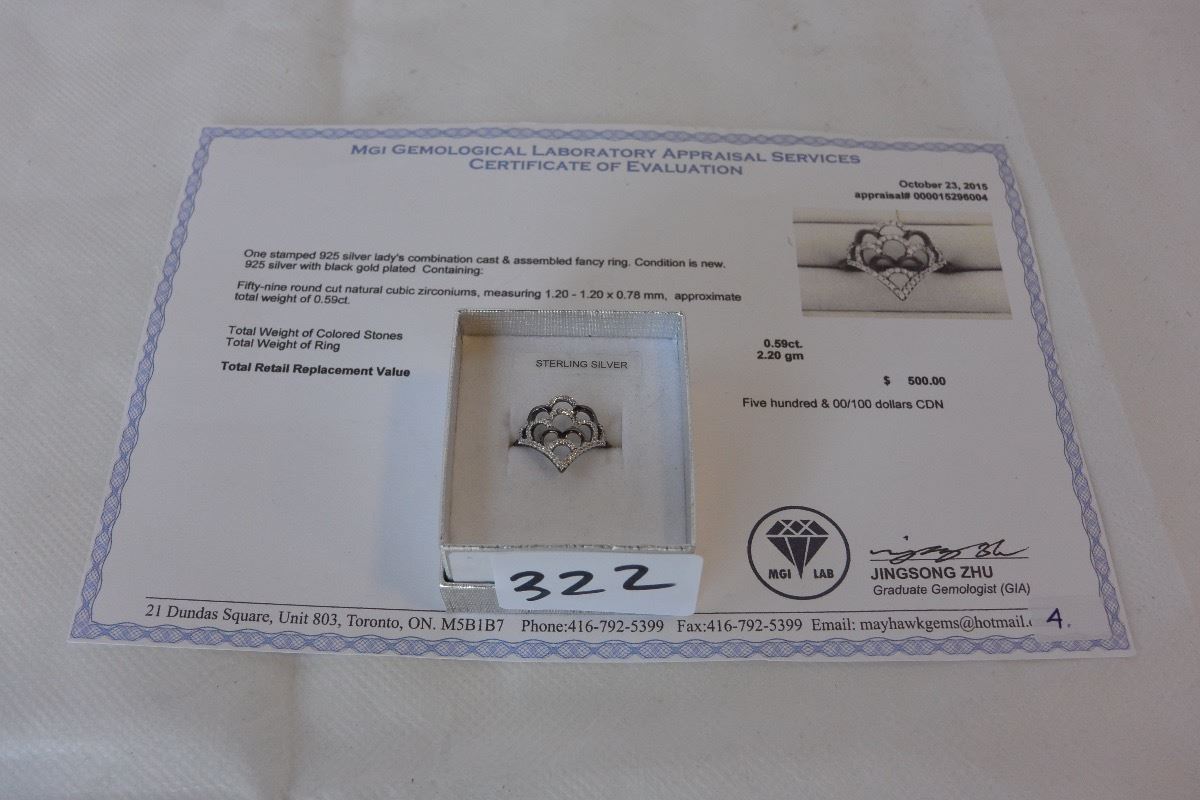 MGI GEMOLOGICAL LABORATORY APPRAISAL SERVICES
CERTIFICATE OF EVALUATION
October 23, 2015
appraisal# 000015296004
One stamped 925 silver lady's combination cast & assembled fancy ring. Condition is new.
925 silver with black gold plated Containing:
Fifty-nine round cut natural cubic zirconiums, measuring 1.20 - 1.20 x 0.78 mm, approximate
total weight of 0.59ct.
Total Weight of Colored Stones 0.59ct.
Total Weight of Ring 2.20 gm
Total Retail Replacement Value $ 500.00
Five hundred & 00/100 dollars CDN
STERLING SILVER
322
MGI LAB
JINGSONG ZHU
Graduate Gemologist (GIA)
21 Dundas Square, Unit 803, Toronto, ON. M5B1B7 Phone:416-792-5399 Fax:416-792-5399 Email: mayhawkgems@hotmail.
4.